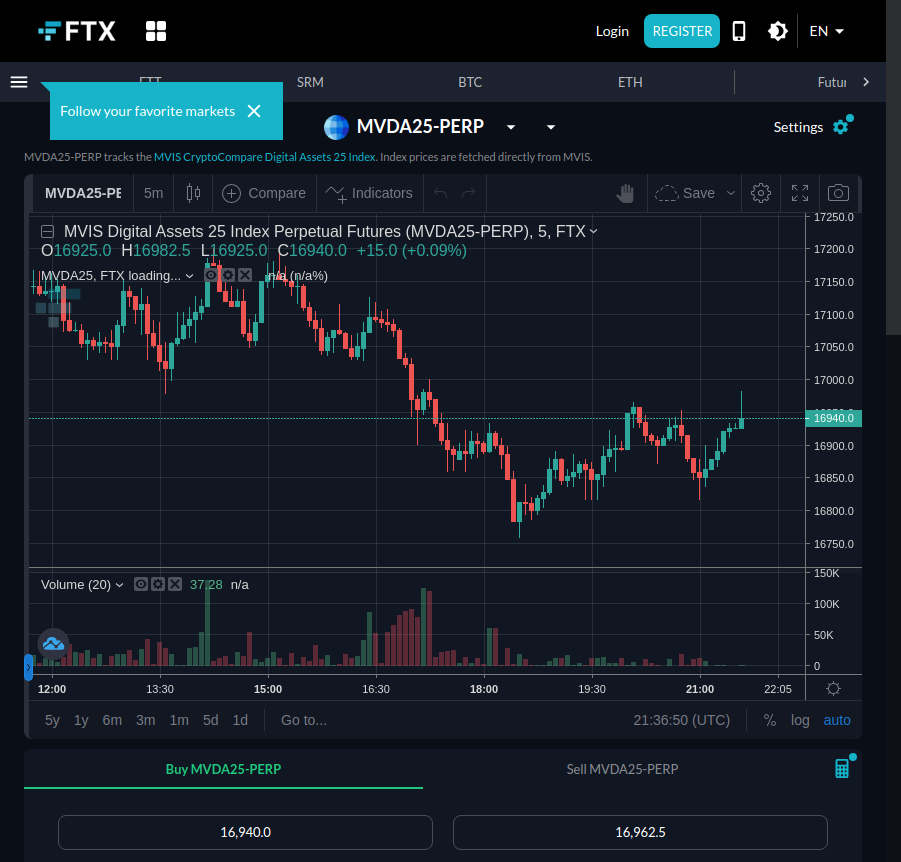 FTX
Login REGISTER EN
FTT SRM BTC ETH Futur
Follow your favorite markets
MVDA25-PERP
Settings
MVDA25-PERP tracks the MVIS CryptoCompare Digital Assets 25 Index. Index prices are fetched directly from MVIS.
MVDA25-PE 5m Compare Indicators Save
MVIS Digital Assets 25 Index Perpetual Futures (MVDA25-PERP), 5, FTX
O16925.0 H16982.5 L16925.0 C16940.0 +15.0 (+0.09%)
MVDA25, FTX loading... n/a (n/a%)
17250.0
17200.0
17150.0
17100.0
17050.0
17000.0
16940.0
16900.0
16850.0
16800.0
16750.0
Volume (20) 37.28 n/a
150K
100K
50K
0
12:00 13:30 15:00 16:30 18:00 19:30 21:00 22:05
5y 1y 6m 3m 1m 5d 1d Go to... 21:36:50 (UTC) % log auto
Buy MVDA25-PERP Sell MVDA25-PERP
16,940.0 16,962.5